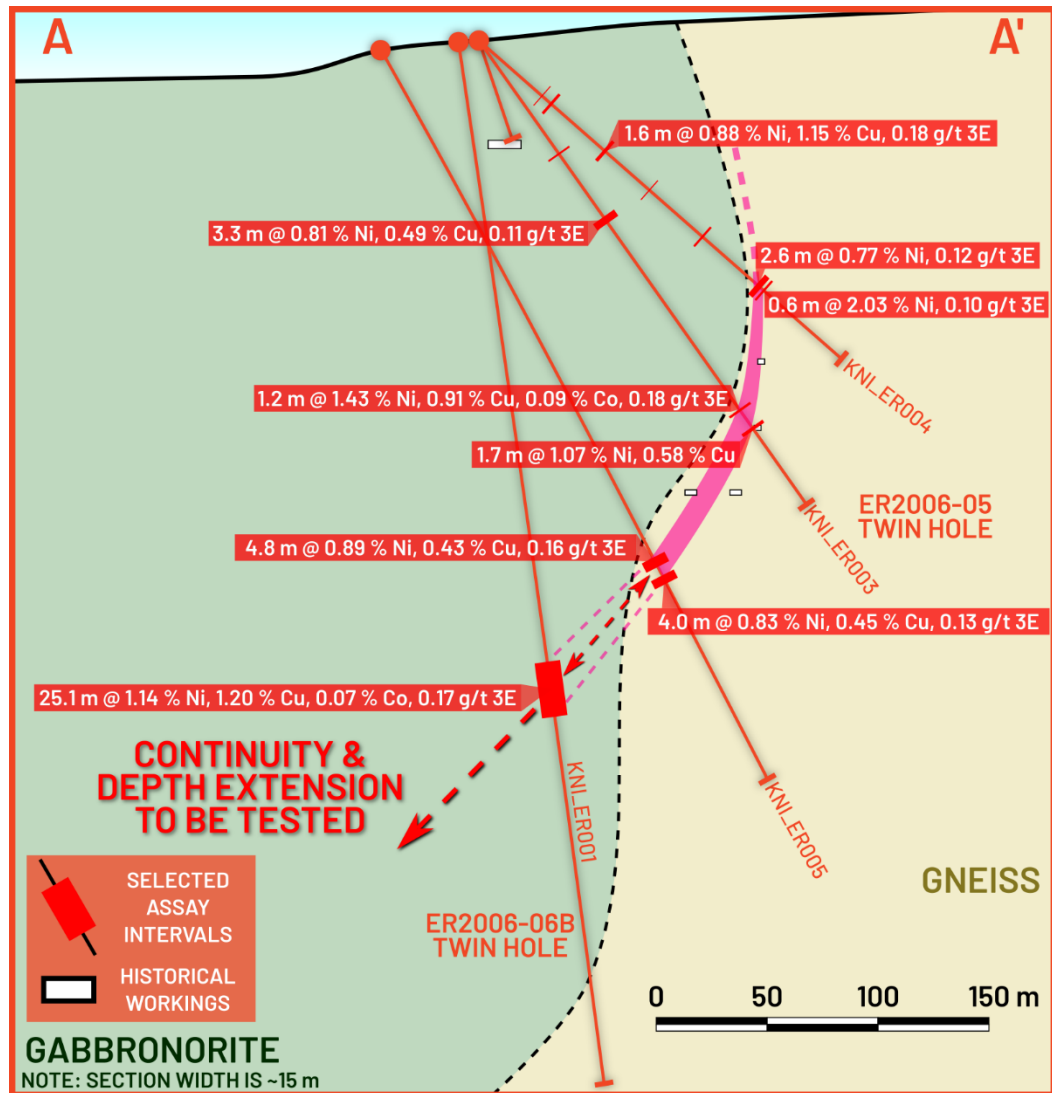 A
A'
1.6 m @ 0.88 % Ni, 1.15 % Cu, 0.18 g/t 3E
3.3 m @ 0.81 % Ni, 0.49 % Cu, 0.11 g/t 3E
2.6 m @ 0.77 % Ni, 0.12 g/t 3E
0.6 m @ 2.03 % Ni, 0.10 g/t 3E
KNI_ER004
1.2 m @ 1.43 % Ni, 0.91 % Cu, 0.09 % Co, 0.18 g/t 3E
1.7 m @ 1.07 % Ni, 0.58 % Cu
ER2006-05
TWIN HOLE
KNI_ER003
4.8 m @ 0.89 % Ni, 0.43 % Cu, 0.16 g/t 3E
4.0 m @ 0.83 % Ni, 0.45 % Cu, 0.13 g/t 3E
25.1 m @ 1.14 % Ni, 1.20 % Cu, 0.07 % Co, 0.17 g/t 3E
CONTINUITY &
DEPTH EXTENSION
TO BE TESTED
KNI_ER001
KNI_ER005
GNEISS
SELECTED
ASSAY
INTERVALS
HISTORICAL
WORKINGS
ER2006-06B
TWIN HOLE
0 50 100 150 m
GABBRONORITE
NOTE: SECTION WIDTH IS ~15 m